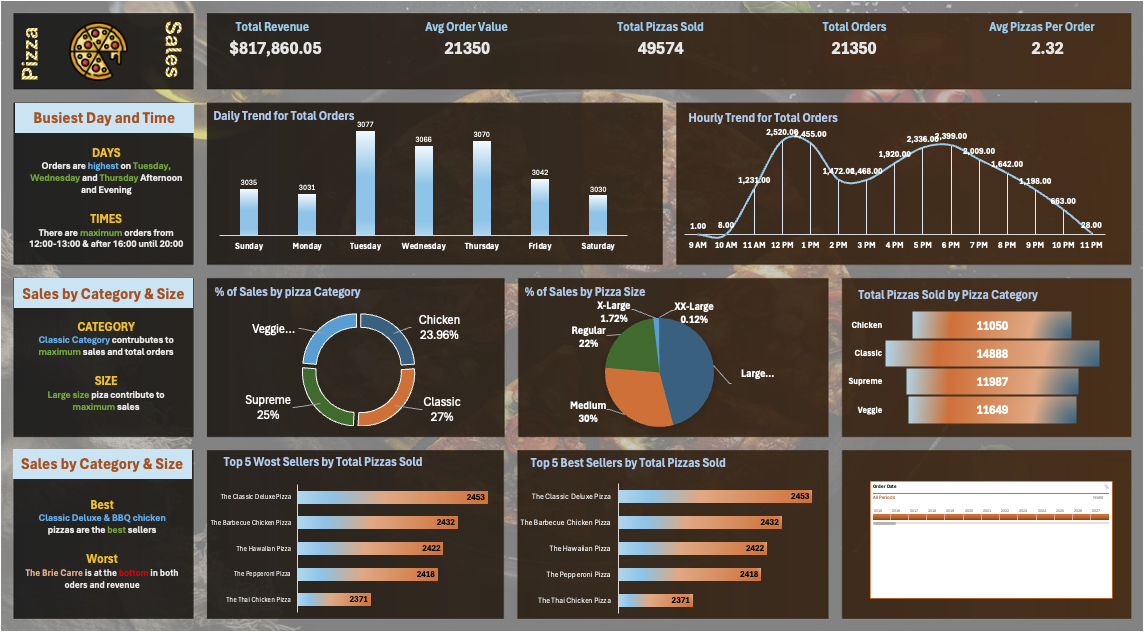 Pizza
Sales
Total Revenue
$817,860.05
Avg Order Value
21350
Total Pizzas Sold
49574
Total Orders
21350
Avg Pizzas Per Order
2.32
Busiest Day and Time
DAYS
Orders are highest on Tuesday,
Wednesday and Thursday Afternoon
and Evening
TIMES
There are maximum orders from
12:00-13:00 & after 16:00 until 20:00
Daily Trend for Total Orders
3035
3031
3077
3066
3070
3042
3030
Sunday
Monday
Tuesday
Wednesday
Thursday
Friday
Saturday
Hourly Trend for Total Orders
1.00
8.00
1,231.00
2,520.00
2,455.00
1,472.00
1,468.00
1,920.00
2,336.00
2,399.00
2,009.00
1,642.00
1,198.00
663.00
28.00
9 AM
10 AM
11 AM
12 PM
1 PM
2 PM
3 PM
4 PM
5 PM
6 PM
7 PM
8 PM
9 PM
10 PM
11 PM
Sales by Category & Size
CATEGORY
Classic Category contrubutes to
maximum sales and total orders
SIZE
Large size piza contribute to
maximum sales
% of Sales by pizza Category
Veggie...
Chicken
23.96%
Supreme
25%
Classic
27%
% of Sales by Pizza Size
X-Large
1.72%
XX-Large
0.12%
Regular
22%
Large...
Medium
30%
Total Pizzas Sold by Pizza Category
Chicken
11050
Classic
14888
Supreme
11987
Veggie
11649
Sales by Category & Size
Best
Classic Deluxe & BBQ chicken
pizzas are the best sellers
Worst
The Brie Carre is at the bottom in both
oders and revenue
Top 5 Wost Sellers by Total Pizzas Sold
The Classic Deluxe Pizza
2453
The Barbecue Chicken Pizza
2432
The Hawaiian Pizza
2422
The Pepperoni Pizza
2418
The Thai Chicken Pizza
2371
Top 5 Best Sellers by Total Pizzas Sold
The Classic Deluxe Pizza
2453
The Barbecue Chicken Pizza
2432
The Hawaiian Pizza
2422
The Pepperoni Pizza
2418
The Thai Chicken Pizza
2371
Order Date
All Periods
2015 2016 2017 2018 2019 2020 2021 2022 2023 2024 2025 2026 2027